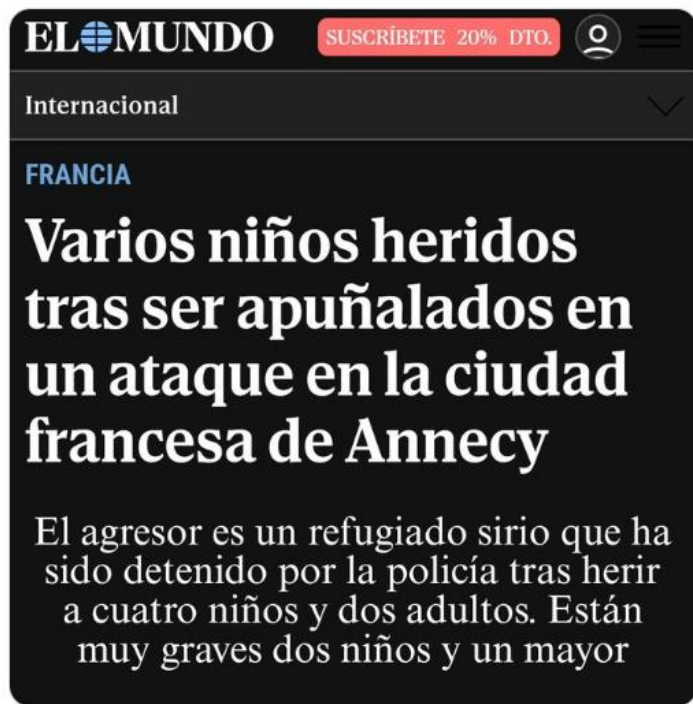 EL MUNDO
SUSCRÍBETE 20% DTO.
Internacional
FRANCIA
Varios niños heridos
tras ser apuñalados en
un ataque en la ciudad
francesa de Annecy
El agresor es un refugiado sirio que ha
sido detenido por la policía tras herir
a cuatro niños y dos adultos. Están
muy graves dos niños y un mayor